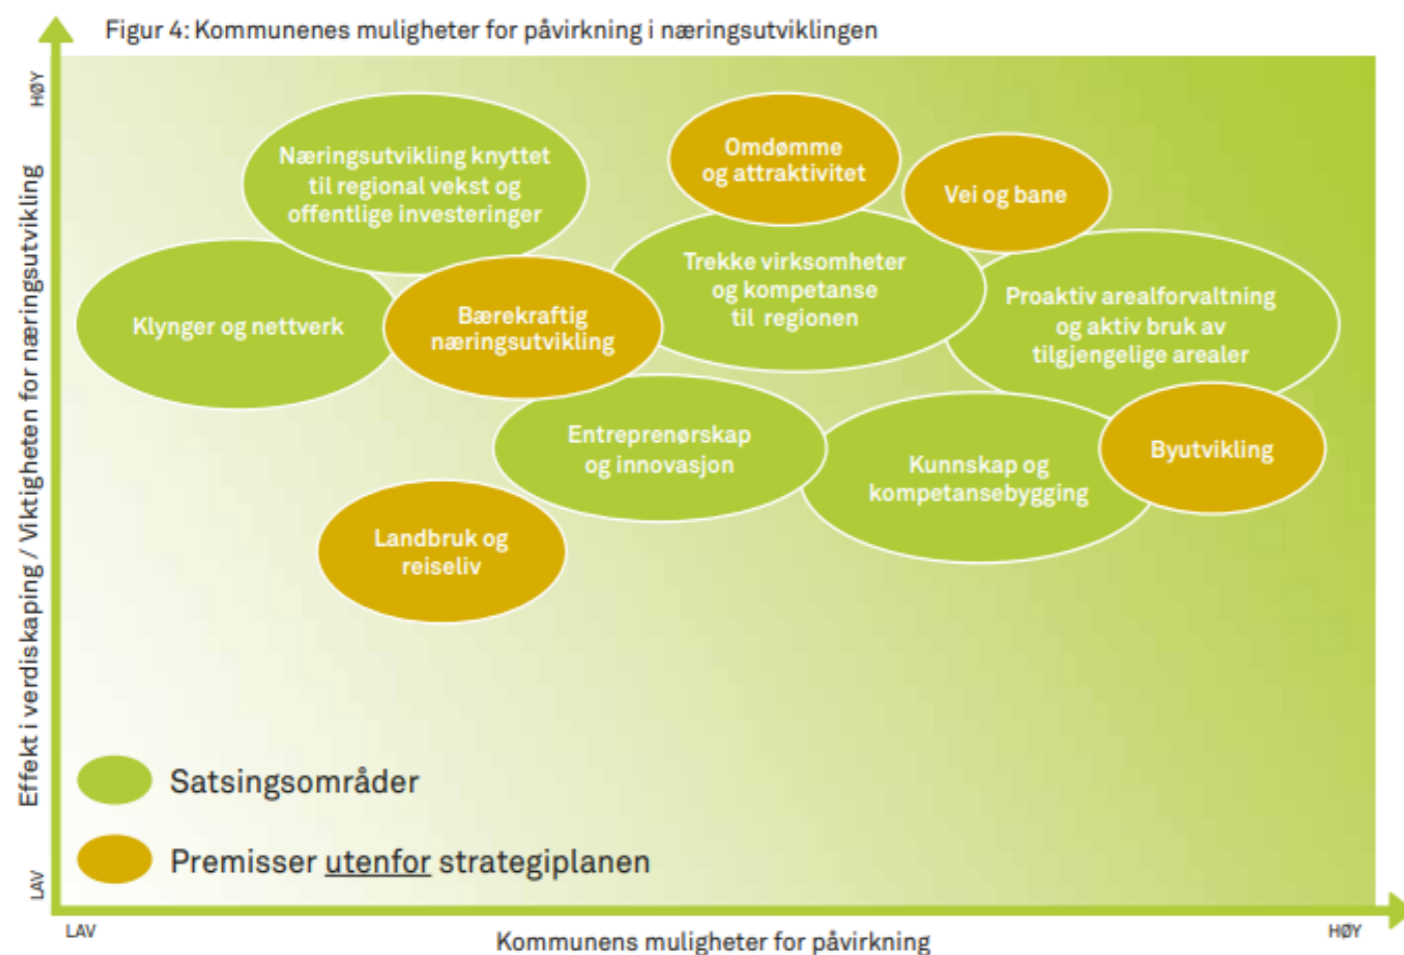 Figur 4: Kommunenes muligheter for påvirkning i næringsutviklingen
HØY
Effekt i verdiskaping / Viktigheten for næringsutvikling
LAV
Næringsutvikling knyttet
til regional vekst og
offentlige investeringer
Omdømme
og attraktivitet
Vei og bane
Klynger og nettverk
Bærekraftig
næringsutvikling
Trekke virksomheter
og kompetanse
til regionen
Proaktiv arealforvaltning
og aktiv bruk av
tilgjengelige arealer
Entreprenørskap
og innovasjon
Kunnskap og
kompetansebygging
Byutvikling
Landbruk og
reiseliv
Satsingsområder
Premisser utenfor strategiplanen
LAV
Kommunens muligheter for påvirkning
HØY